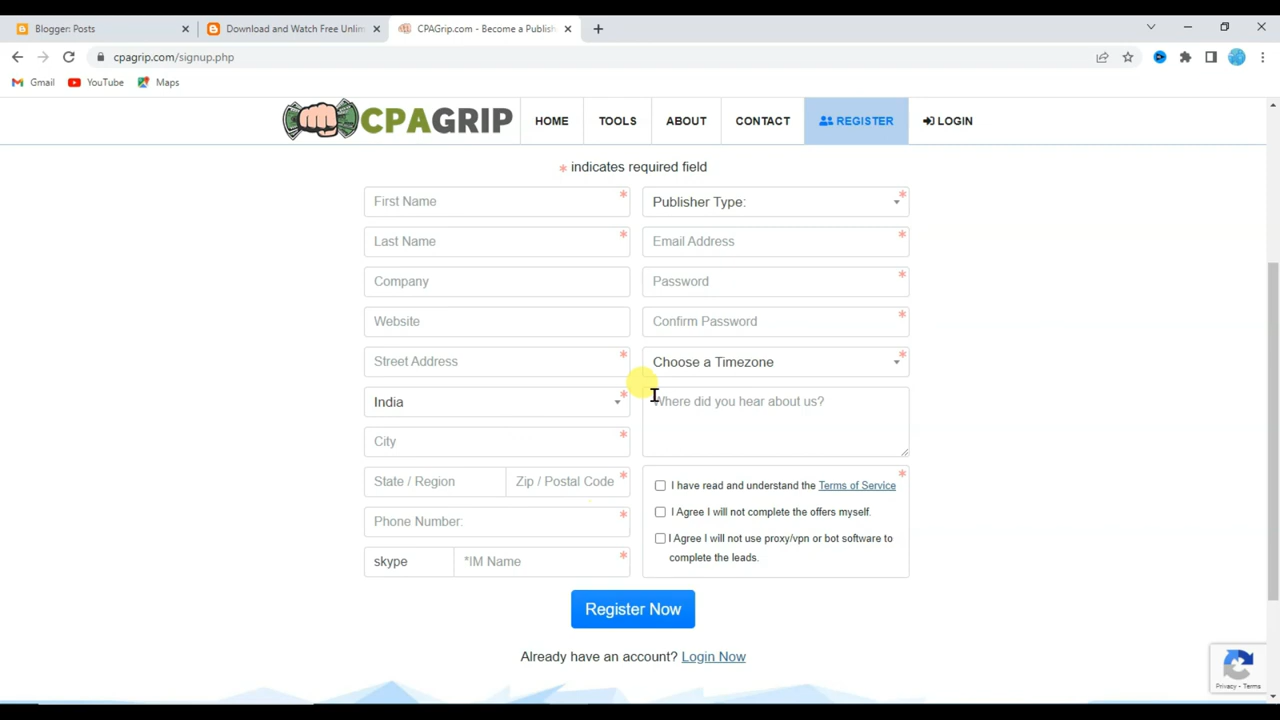 Blogger: Posts
Download and Watch Free Unlim
CPAGrip.com - Become a Publish
cpagrip.com/signup.php
Gmail
YouTube
Maps
CPAGRIP
HOME
TOOLS
ABOUT
CONTACT
REGISTER
LOGIN
* indicates required field
First Name *
Publisher Type: *
Last Name *
Email Address *
Company
Password *
Website
Confirm Password *
Street Address *
Choose a Timezone *
India *
Where did you hear about us?
City *
State / Region
Zip / Postal Code *
I have read and understand the Terms of Service *
I Agree I will not complete the offers myself.
Phone Number: *
I Agree I will not use proxy/vpn or bot software to
complete the leads.
skype
*IM Name *
Register Now
Already have an account? Login Now
Privacy - Terms